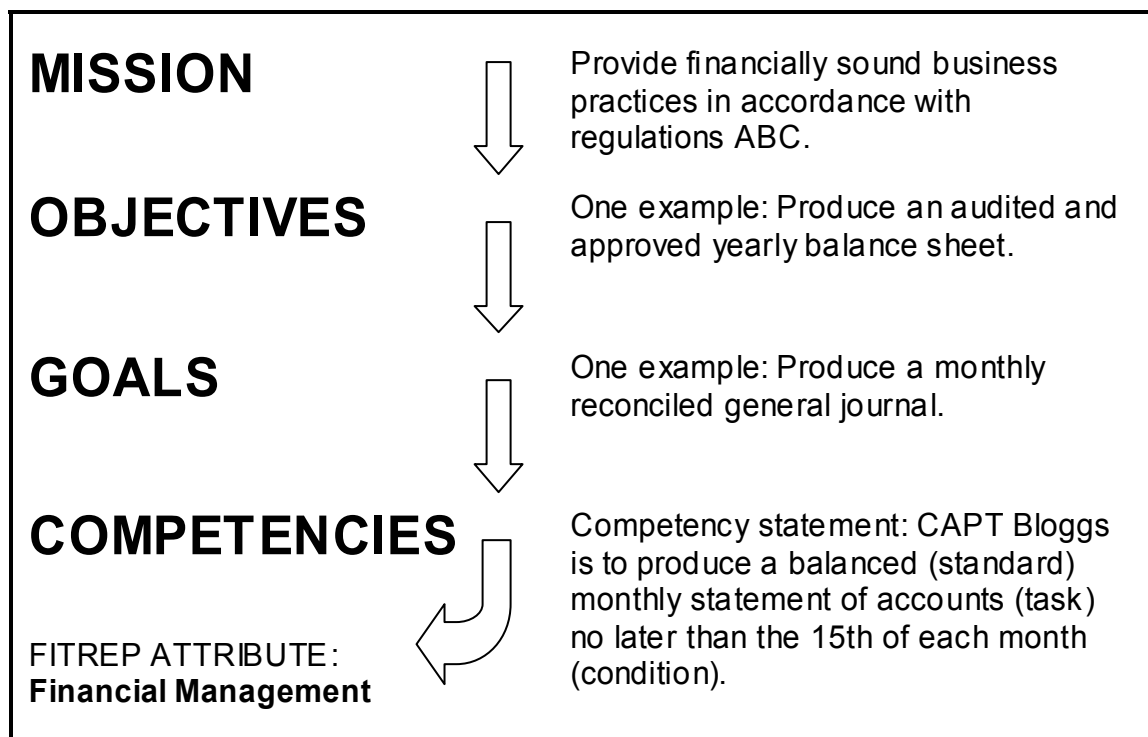 MISSION
Provide financially sound business
practices in accordance with
regulations ABC.
OBJECTIVES
One example: Produce an audited and
approved yearly balance sheet.
GOALS
One example: Produce a monthly
reconciled general journal.
COMPETENCIES
Competency statement: CAPT Bloggs
is to produce a balanced (standard)
monthly statement of accounts (task)
no later than the 15th of each month
(condition).
FITREP ATTRIBUTE:
Financial Management